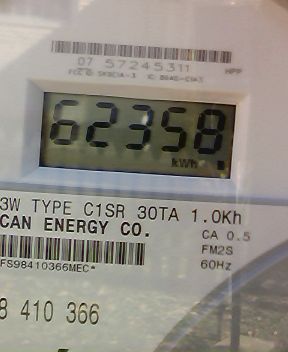 07 57245311
HPP
62358
kWh
3W TYPE C1SR 30TA 1.0Kh
CAN ENERGY CO.
CA 0.5
FM2S
FS98410366MEC*
60Hz
8 410 366